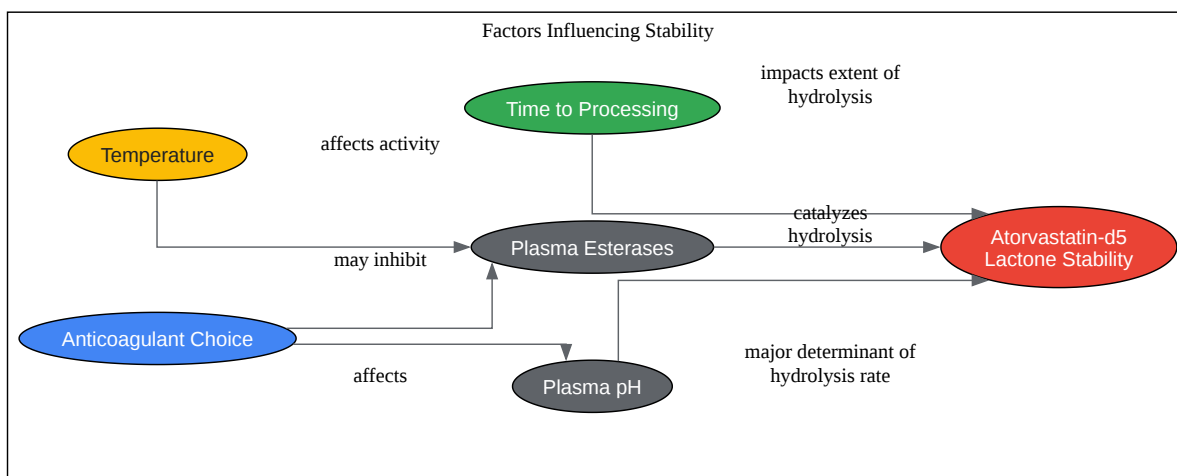 Factors Influencing Stability
impacts extent of
hydrolysis
Time to Processing
affects activity
Temperature
catalyzes
hydrolysis
Plasma Esterases
Atorvastatin-d5
Lactone Stability
may inhibit
Anticoagulant Choice
affects
Plasma pH
major determinant of
hydrolysis rate